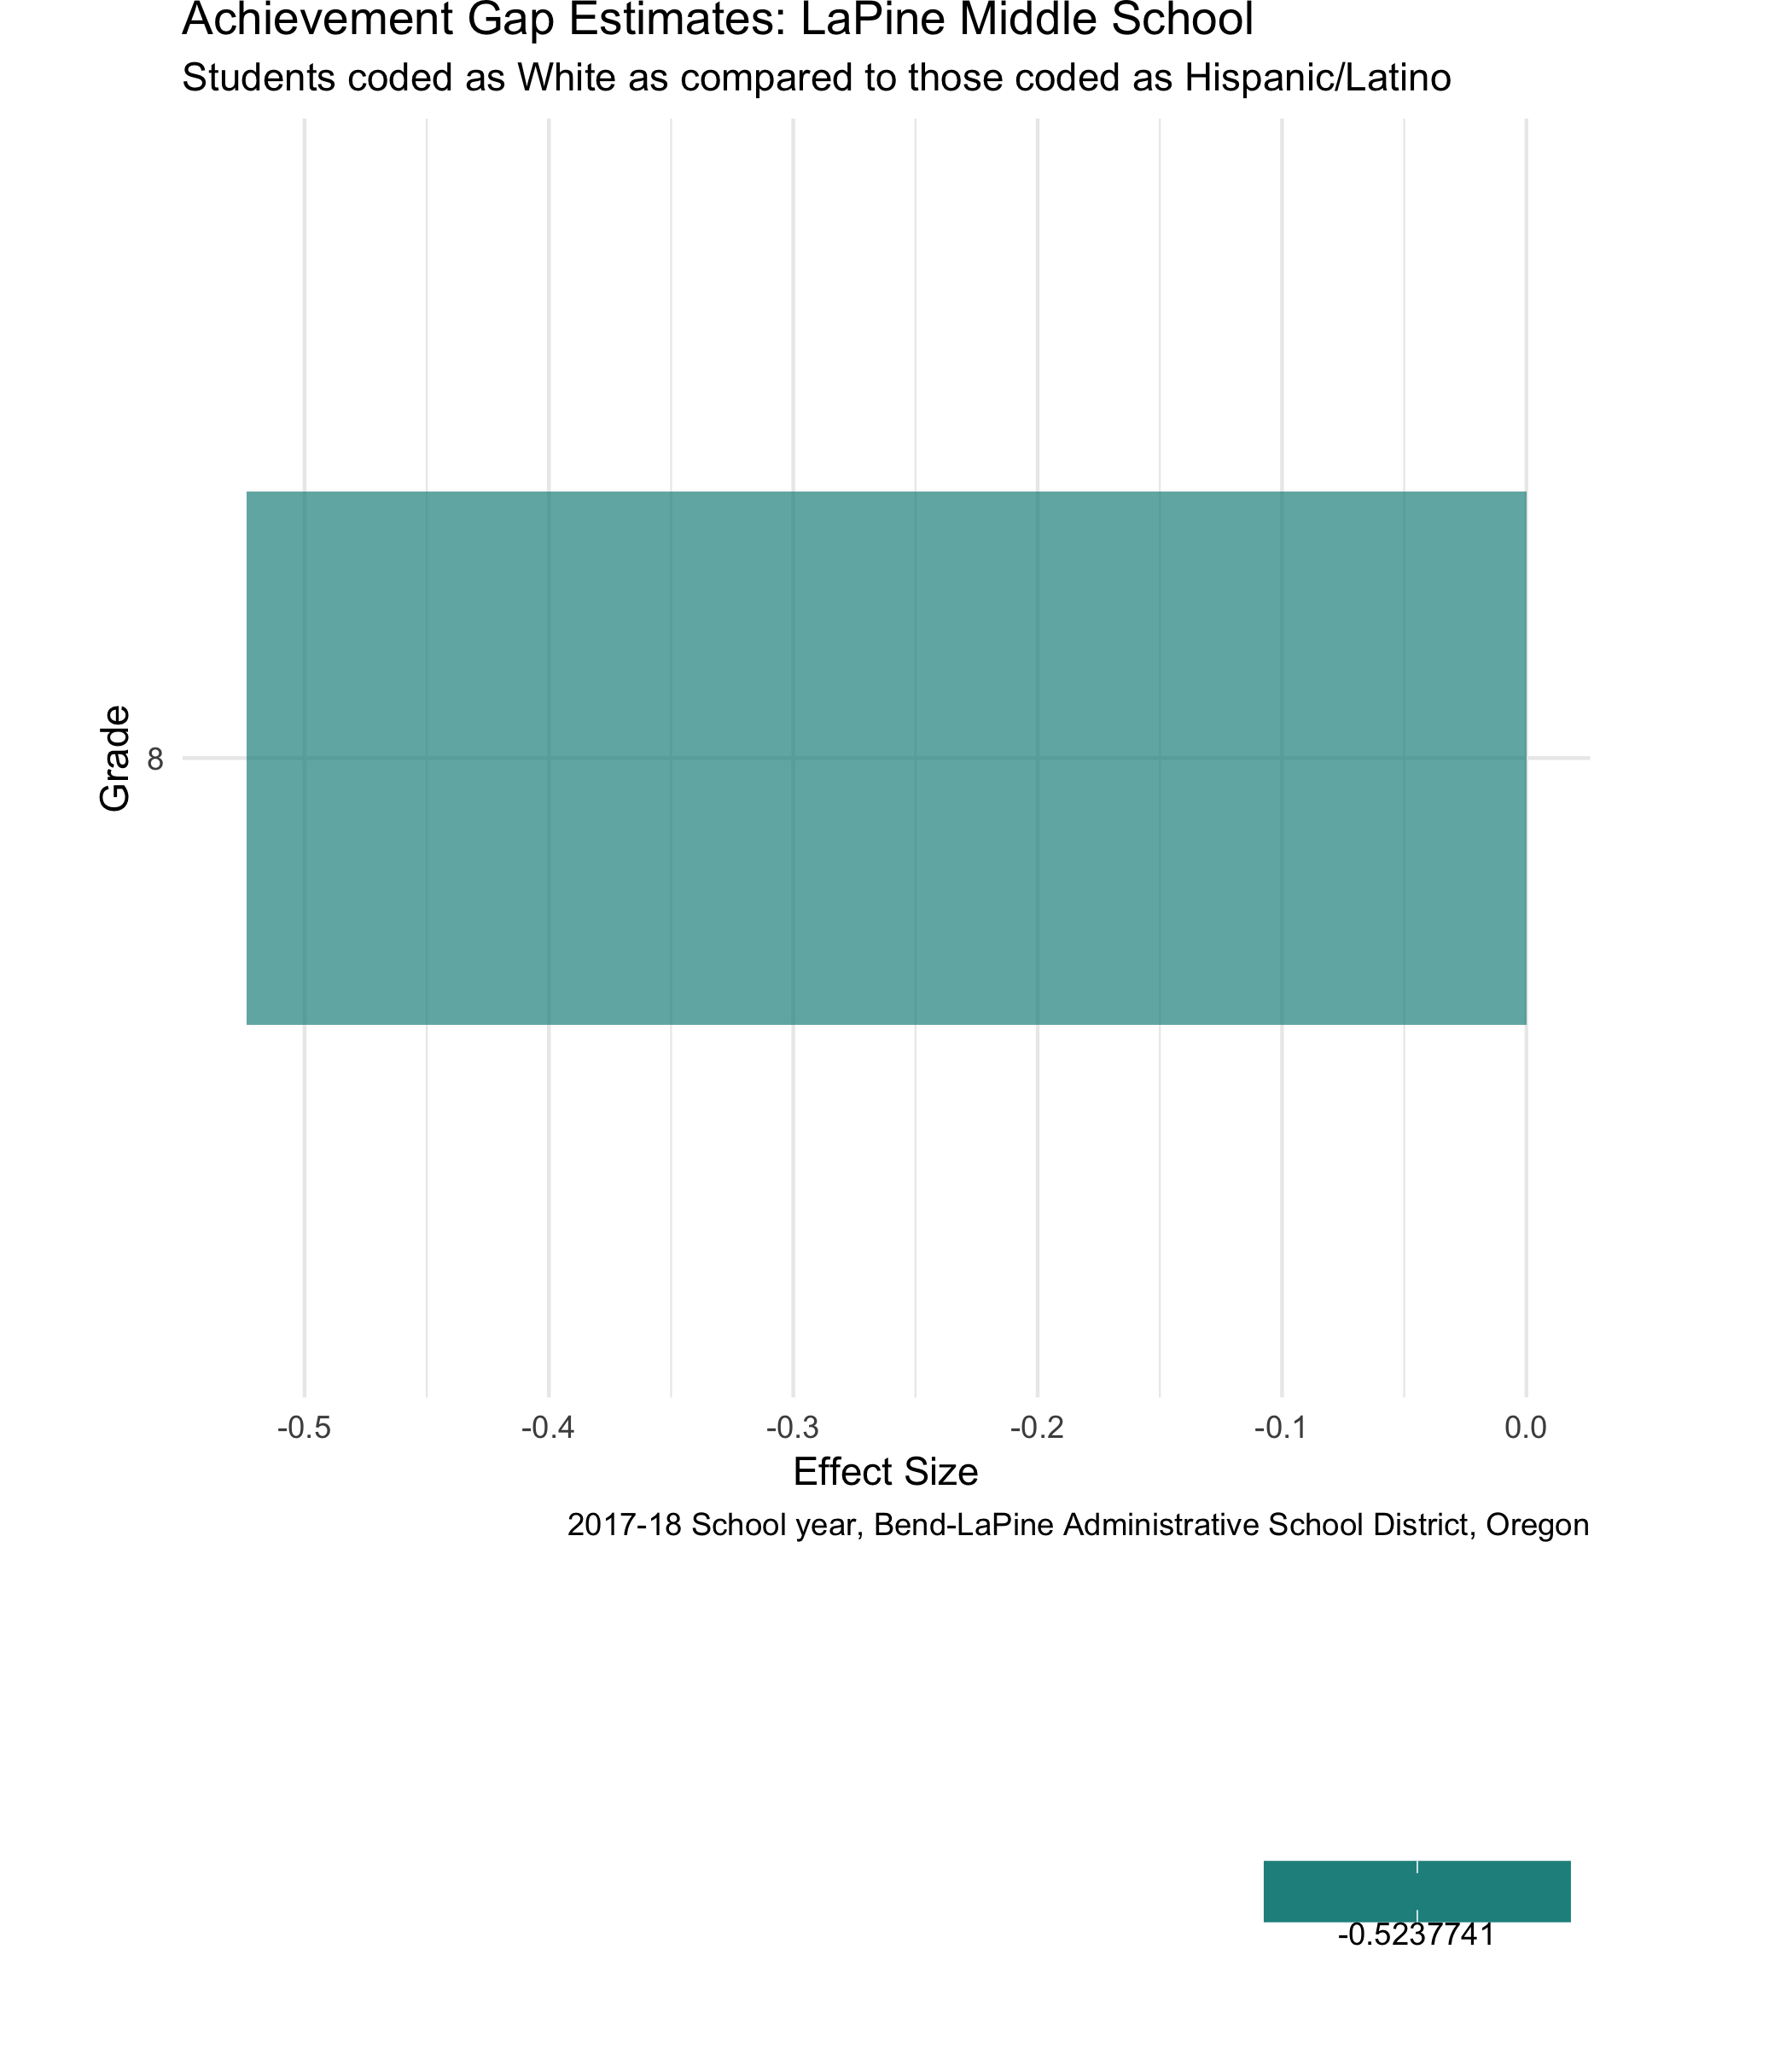 Achievement Gap Estimates: LaPine Middle School
Students coded as White as compared to those coded as Hispanic/Latino
Grade
8
-0.5
-0.4
-0.3
-0.2
-0.1
0.0
Effect Size
2017-18 School year, Bend-LaPine Administrative School District, Oregon
-0.5237741